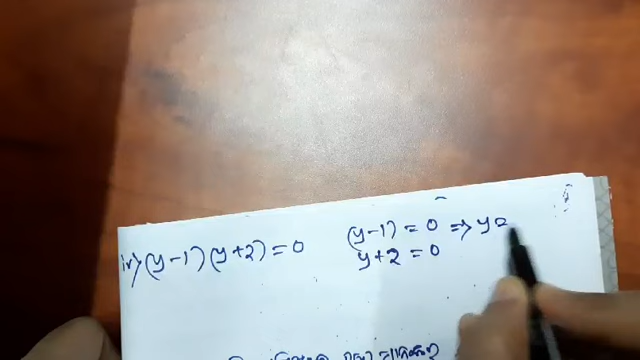 iv) (y-1)(y+2)=0
(y-1) = 0 => y=
y+2 = 0